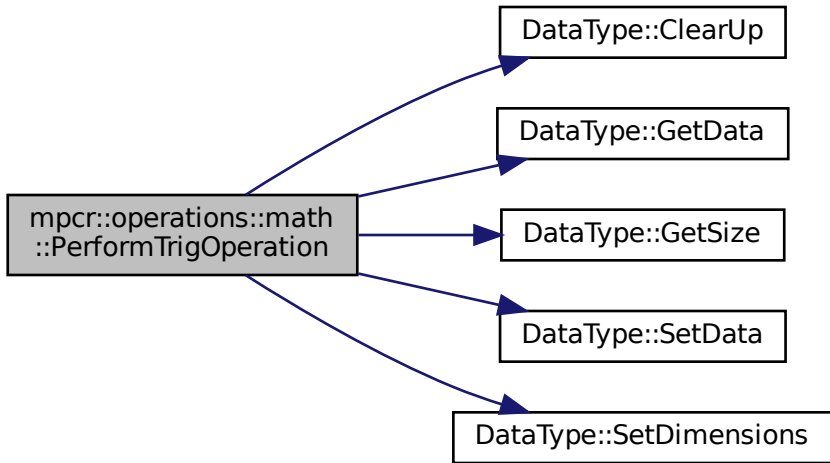 mpcr::operations::math
::PerformTrigOperation
DataType::ClearUp
DataType::GetData
DataType::GetSize
DataType::SetData
DataType::SetDimensions